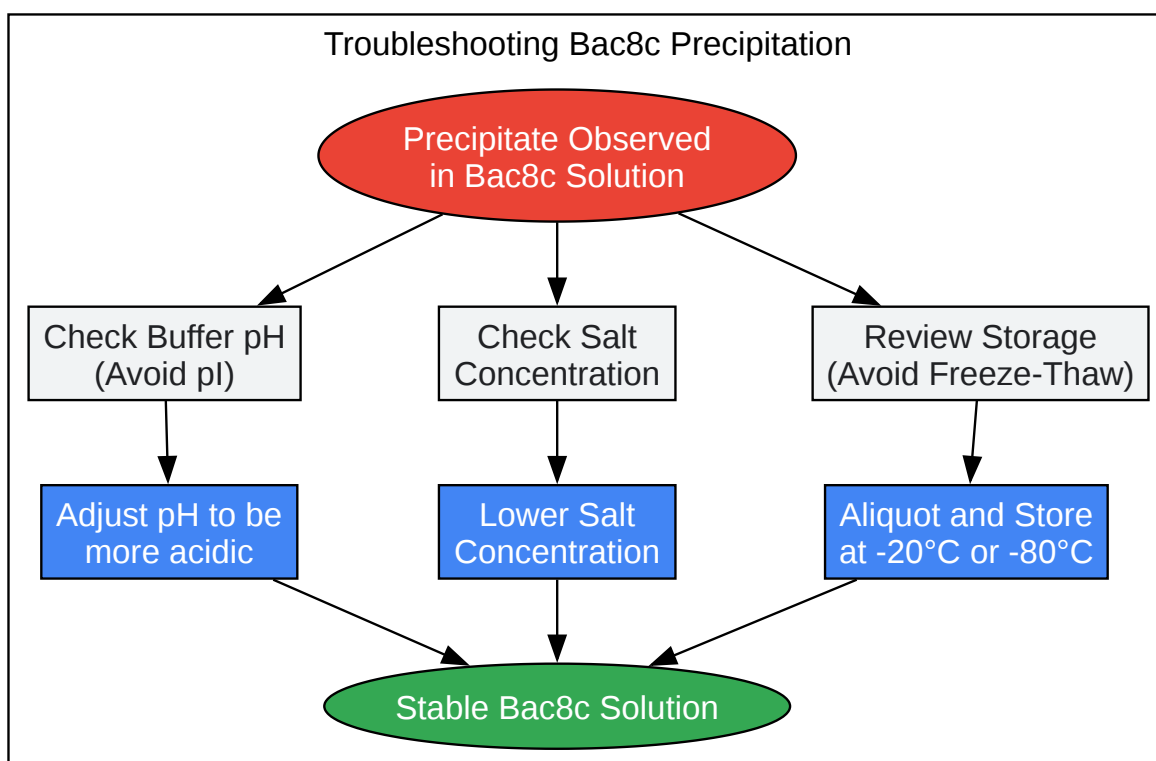 Troubleshooting Bac8c Precipitation
Precipitate Observed
in Bac8c Solution
Check Buffer pH
(Avoid pI)
Check Salt
Concentration
Review Storage
(Avoid Freeze-Thaw)
Adjust pH to be
more acidic
Lower Salt
Concentration
Aliquot and Store
at -20°C or -80°C
Stable Bac8c Solution